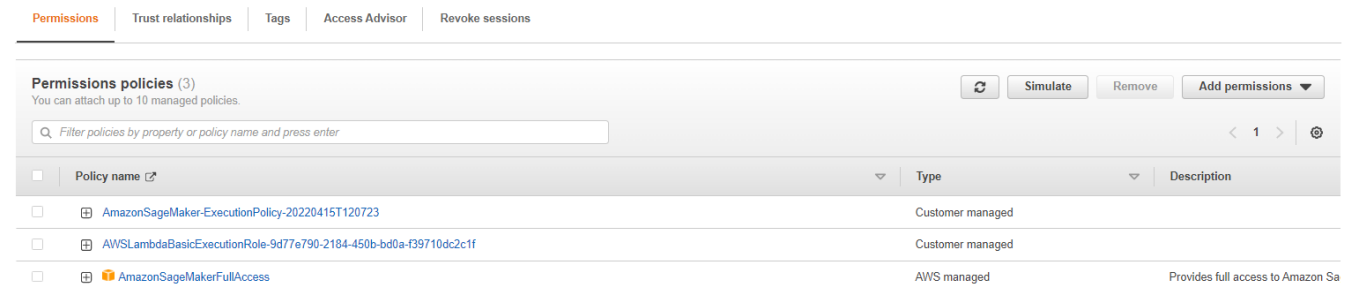 Permissions Trust relationships Tags Access Advisor Revoke sessions
Permissions policies (3)
You can attach up to 10 managed policies.
Simulate Remove Add permissions
Filter policies by property or policy name and press enter
1
Policy name Type Description
AmazonSageMaker-ExecutionPolicy-20220415T120723 Customer managed
AWSLambdaBasicExecutionRole-9d77e790-2184-450b-bd0a-f39710dc2c1f Customer managed
AmazonSageMakerFullAccess AWS managed Provides full access to Amazon Sa